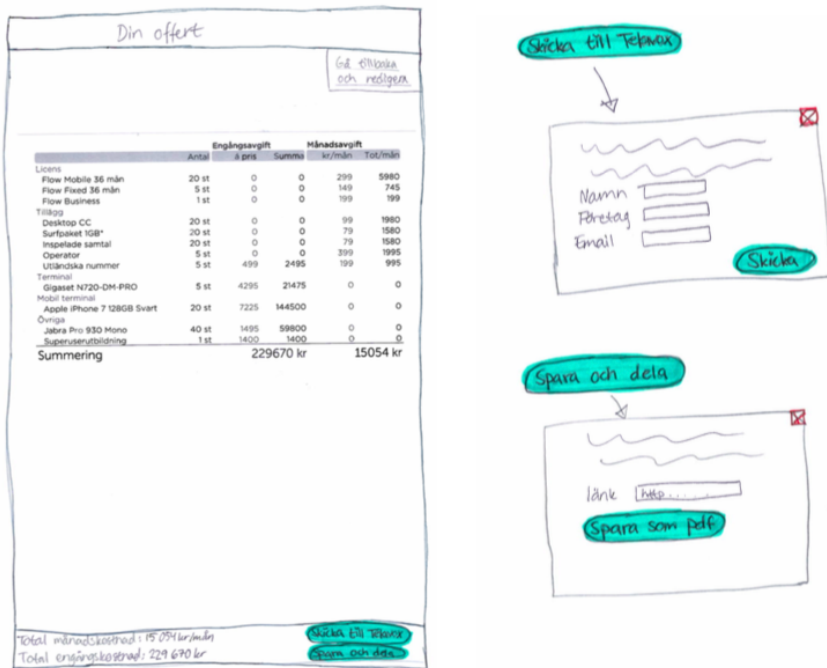 Din offert
Gå tillbaka
och redigera
Engångsavgift Månadsavgift
Antal á pris Summa kr/mån Tot/mån
Licens
Flow Mobile 36 mån 20 st 0 0 299 5980
Flow Fixed 36 mån 5 st 0 0 149 745
Flow Business 1 st 0 0 199 199
Tillägg
Desktop CC 20 st 0 0 99 1980
Surfpaket 1GB* 20 st 0 0 79 1580
Inspelade samtal 20 st 0 0 79 1580
Operator 5 st 0 0 399 1995
Utländska nummer 5 st 499 2495 199 995
Terminal
Gigaset N720-DM-PRO 5 st 4295 21475 0 0
Mobil terminal
Apple iPhone 7 128GB Svart 20 st 7225 144500 0 0
Övriga
Jabra Pro 930 Mono 40 st 1495 59800 0 0
Superuserutbildning 1 st 1400 1400 0 0
Summering 229670 kr 15054 kr
Total månadskostnad: 15 054 kr/mån
Total engångskostnad: 229 670 kr
Skicka till Telavox
Spara och dela
Skicka till Telavox
Namn
Företag
Email
Skicka
Spara och dela
länk http......
Spara som pdf